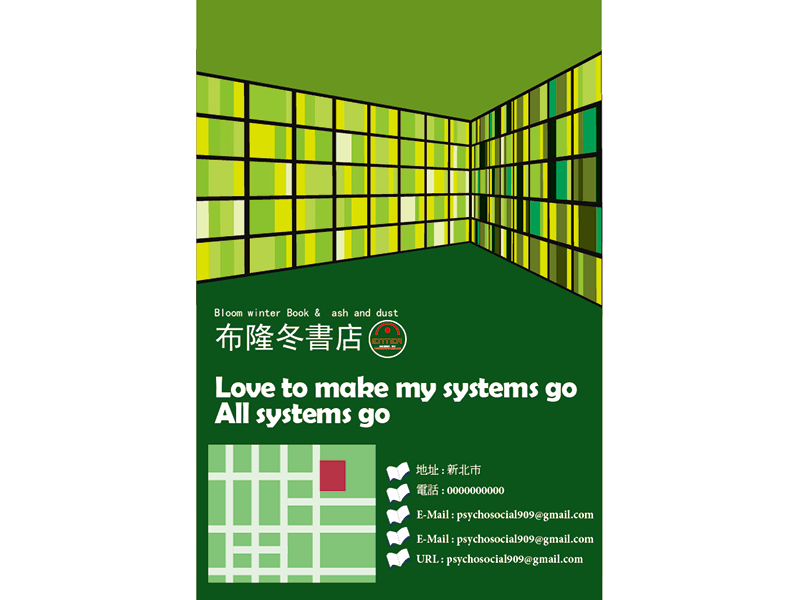 Bloom winter Book & ash and dust
布隆冬書店
ENTER
Love to make my systems go
All systems go
地址 : 新北市
電話 : 0000000000
E-Mail : psychosocial909@gmail.com
E-Mail : psychosocial909@gmail.com
URL : psychosocial909@gmail.com